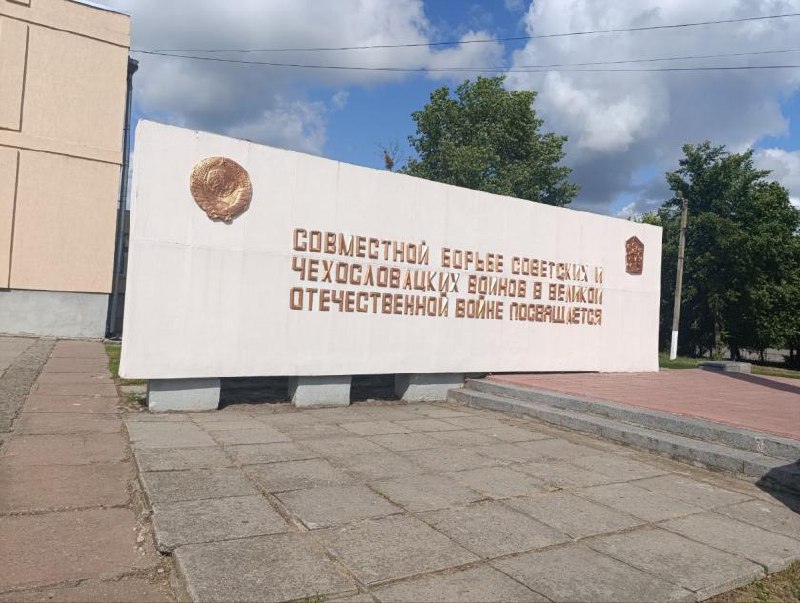 СОВМЕСТНОЙ БОРЬБЕ СОВЕТСКИХ И
ЧЕХОСЛОВАЦКИХ ВОИНОВ В ВЕЛИКОЙ
ОТЕЧЕСТВЕННОЙ ВОЙНЕ ПОСВЯЩАЕТСЯ